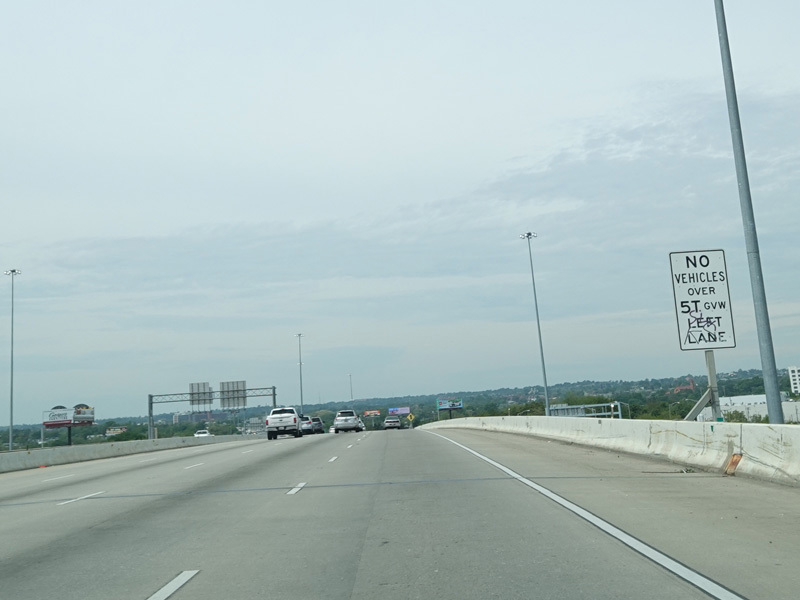 NO
VEHICLES
OVER
5T GVW
LEFT
LANE